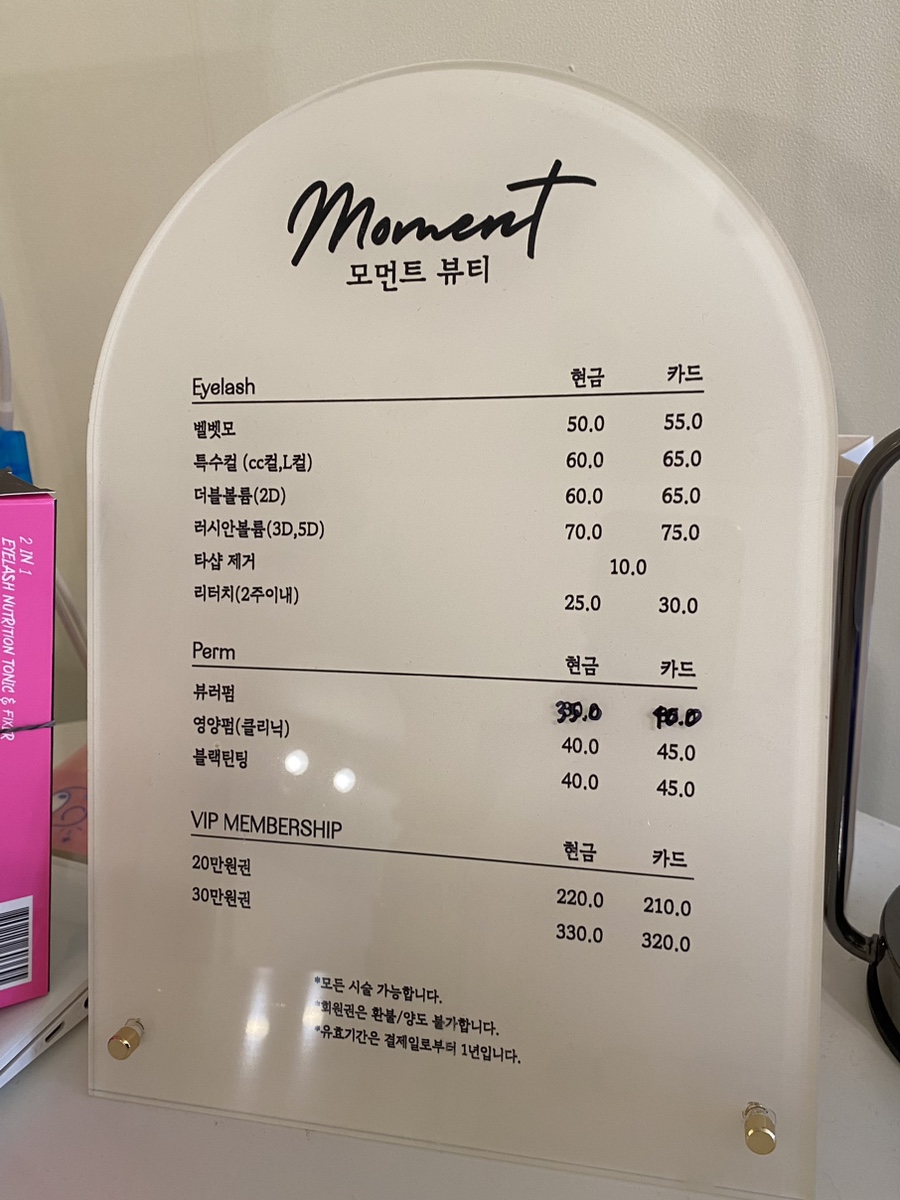 Moment
모먼트 뷰티
Eyelash 현금 카드
벨벳모 50.0 55.0
특수컬 (cc컬,L컬) 60.0 65.0
더블볼륨(2D) 60.0 65.0
러시안볼륨(3D,5D) 70.0 75.0
타샵 제거 10.0
리터치(2주이내) 25.0 30.0
Perm 현금 카드
뷰러펌
영양펌(클리닉) 40.0 45.0
블랙틴팅 40.0 45.0
VIP MEMBERSHIP 현금 카드
20만원권 220.0 210.0
30만원권 330.0 320.0
*모든 시술 가능합니다.
*회원권은 환불/양도 불가합니다.
*유효기간은 결제일로부터 1년입니다.
2 IN 1
EYELASH NUTRITION TONIC & FIXER